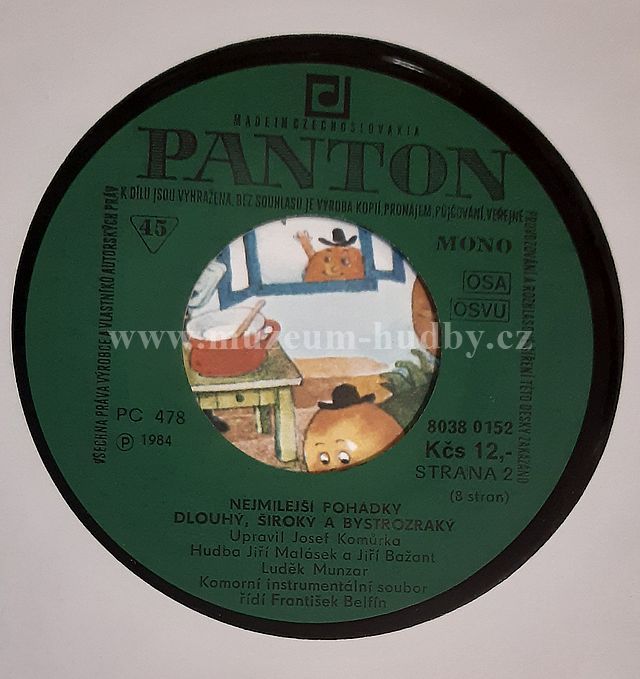 MADE IN CZECHOSLOVAKIA
PANTON
VŠECHNA PRÁVA VÝROBCE A VLASTNÍKŮ AUTORSKÝCH PRÁV
K DÍLU JSOU VYHRAŽENA. BEZ SOUHLASU JE VÝROBA KOPIÍ, PRONÁJEM, PŮJČOVÁNÍ, VEŘEJNÉ
PROVOZOVÁNÍ A ROZHLAS. ŠÍŘENÍ TÉTO DESKY ZAKÁZÁNO
45
MONO
OSA
OSVU
www.muzeum-hudby.cz
PC 478
Ⓟ 1984
8038 0152
Kčs 12,-
STRANA 2
(8 stran)
NEJMILEJŠÍ POHÁDKY
DLOUHÝ, ŠIROKÝ A BYSTROZRAKÝ
Upravil Josef Komůrka
Hudba Jiří Malásek a Jiří Bažant
Luděk Munzar
Komorní instrumentální soubor
řídí František Belfín